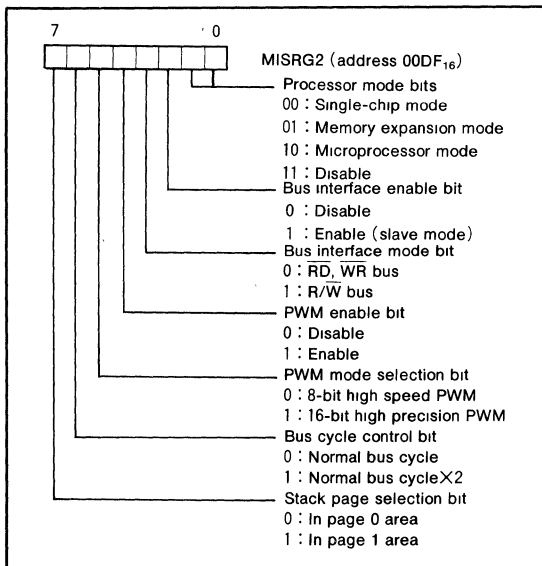 7 0
MISRG2 (address 00DF₁₆)
Processor mode bits
00 : Single-chip mode
01 : Memory expansion mode
10 : Microprocessor mode
11 : Disable
Bus interface enable bit
0 : Disable
1 : Enable (slave mode)
Bus interface mode bit
0 : R̅D̅, W̅R̅ bus
1 : R/W̅ bus
PWM enable bit
0 : Disable
1 : Enable
PWM mode selection bit
0 : 8-bit high speed PWM
1 : 16-bit high precision PWM
Bus cycle control bit
0 : Normal bus cycle
1 : Normal bus cycle×2
Stack page selection bit
0 : In page 0 area
1 : In page 1 area